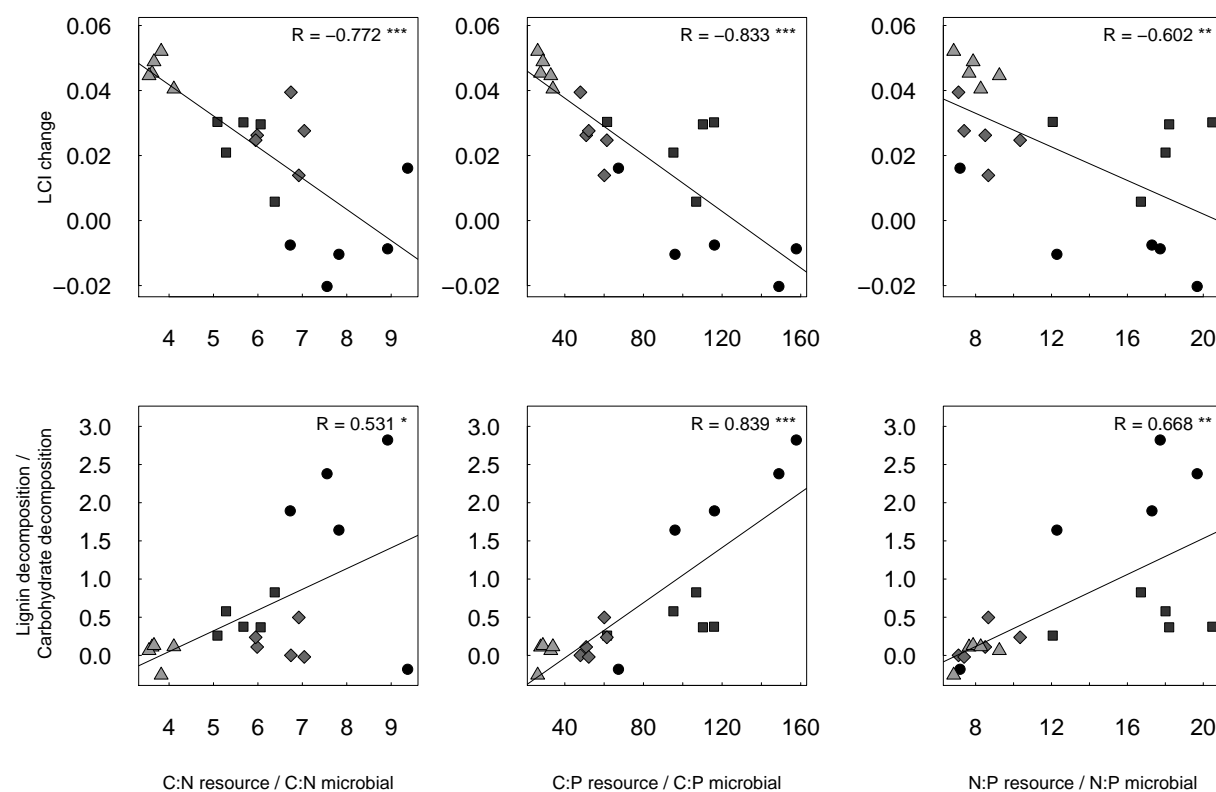 R = −0.772 ***
R = −0.833 ***
R = −0.602 **
LCI change
0.06
0.04
0.02
0.00
−0.02
0.06
0.04
0.02
0.00
−0.02
0.06
0.04
0.02
0.00
−0.02
4 5 6 7 8 9
40 80 120 160
8 12 16 20
R = 0.531 *
R = 0.839 ***
R = 0.668 **
Lignin decomposition /
Carbohydrate decomposition
3.0
2.5
2.0
1.5
1.0
0.5
0.0
3.0
2.5
2.0
1.5
1.0
0.5
0.0
3.0
2.5
2.0
1.5
1.0
0.5
0.0
4 5 6 7 8 9
40 80 120 160
8 12 16 20
C:N resource / C:N microbial
C:P resource / C:P microbial
N:P resource / N:P microbial